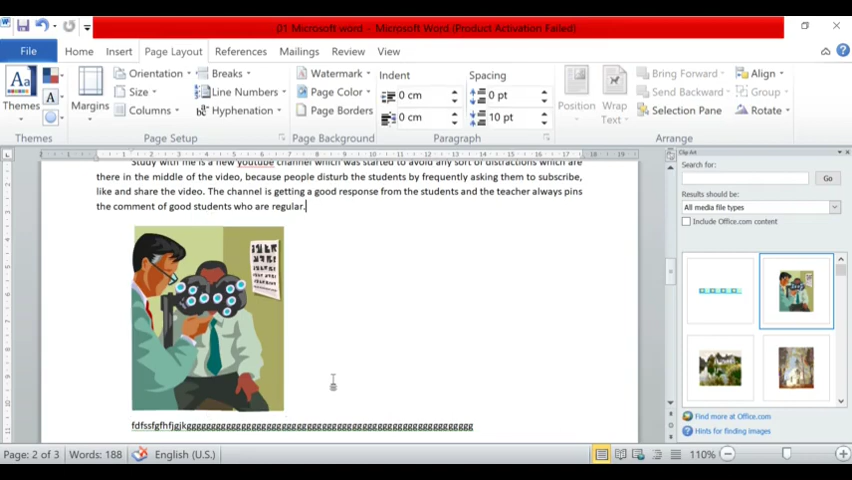 01 Microsoft word - Microsoft Word (Product Activation Failed)
File Home Insert Page Layout References Mailings Review View
Aa Themes Themes
Margins Orientation Size Columns Breaks Line Numbers Hyphenation Page Setup
Watermark Page Color Page Borders Page Background
Indent 0 cm 0 cm Spacing 0 pt 10 pt Paragraph
Position Wrap Text Bring Forward Send Backward Selection Pane Align Group Rotate Arrange
Study with me is a new youtube channel which was started to avoid any sort of distractions which are
there in the middle of the video, because people disturb the students by frequently asking them to subscribe,
like and share the video. The channel is getting a good response from the students and the teacher always pins
the comment of good students who are regular.
Clip Art
Search for:
Go
Results should be:
All media file types
Include Office.com content
Find more at Office.com
Hints for finding images
Page: 2 of 3 Words: 188 English (U.S.) 110%